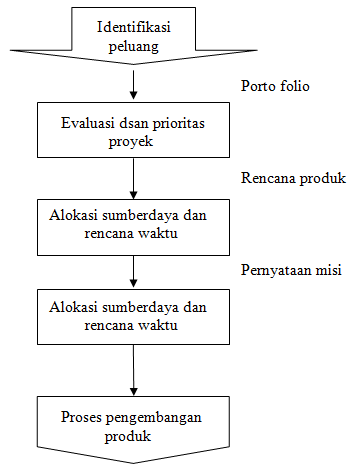 Identifikasi
peluang
Porto folio
Evaluasi dsan prioritas
proyek
Rencana produk
Alokasi sumberdaya dan
rencana waktu
Pernyataan misi
Alokasi sumberdaya dan
rencana waktu
Proses pengembangan
produk